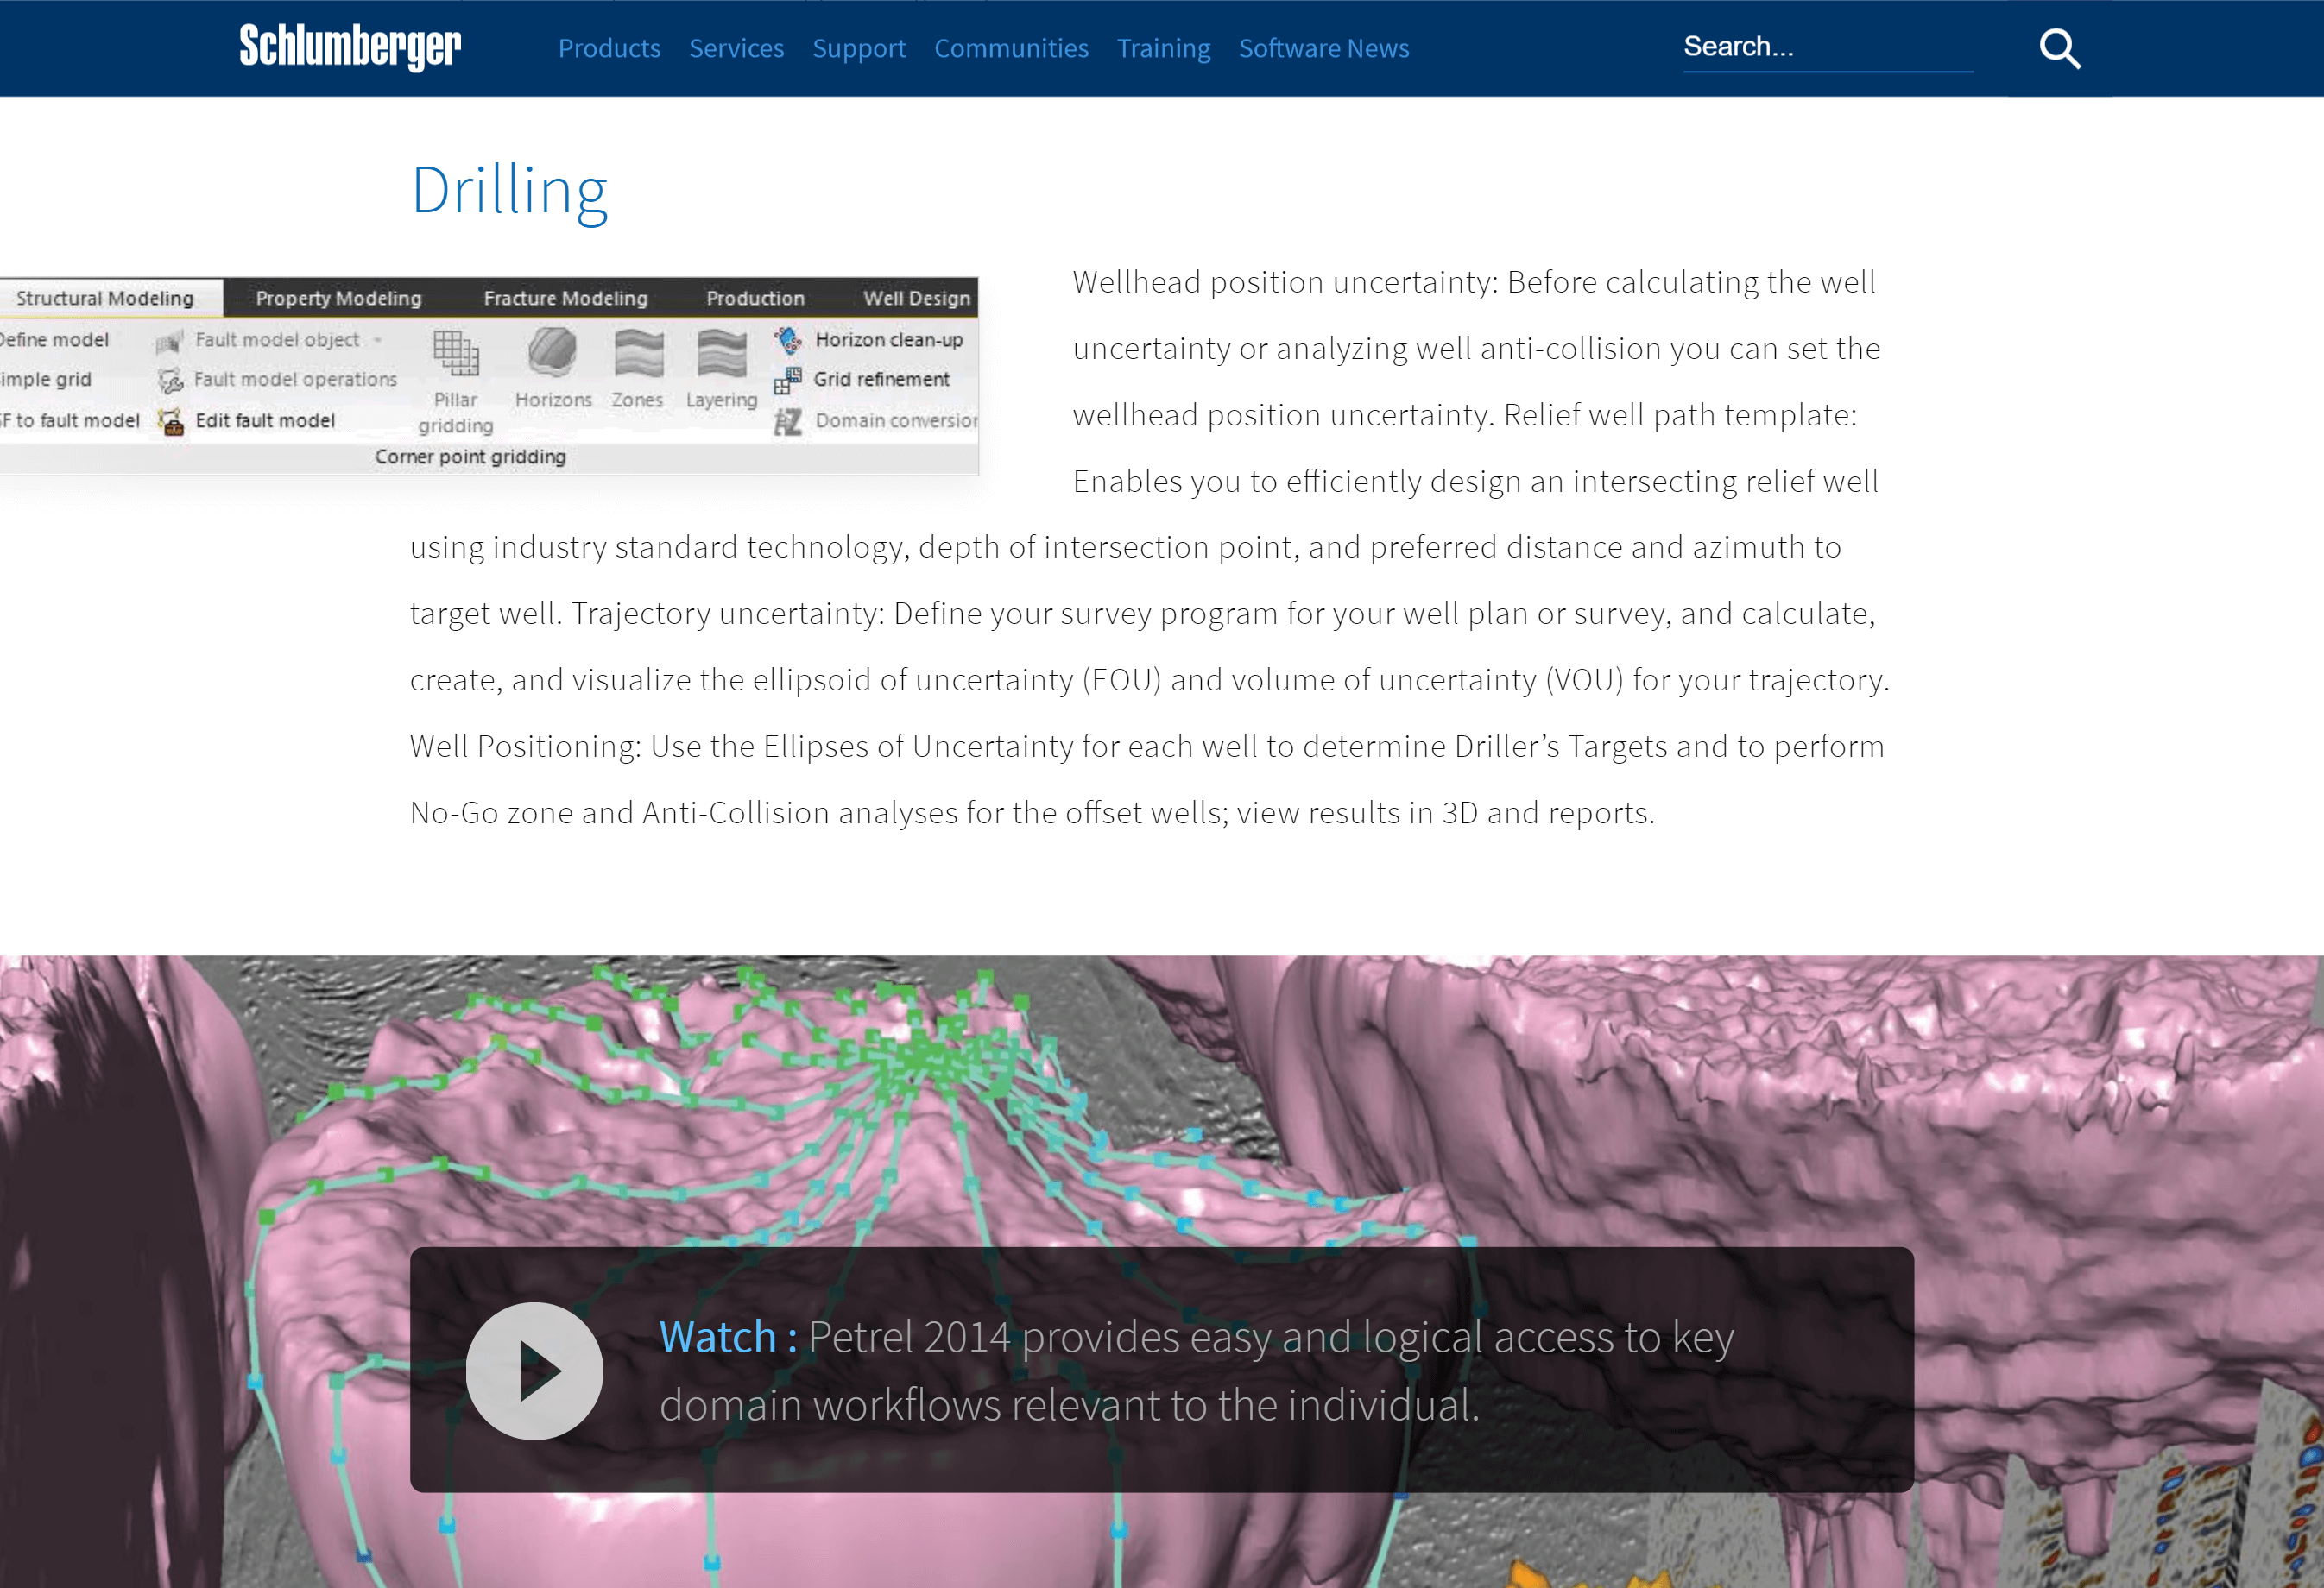 Schlumberger Products Services Support Communities Training Software News Search...
Drilling
Structural Modeling Property Modeling Fracture Modeling Production Well Design
Define model Fault model object Horizon clean-up
Fault model operations Grid refinement
Pillar gridding Horizons Zones Layering
to fault model Edit fault model Domain conversion
Corner point gridding
Wellhead position uncertainty: Before calculating the well
uncertainty or analyzing well anti-collision you can set the
wellhead position uncertainty. Relief well path template:
Enables you to efficiently design an intersecting relief well
using industry standard technology, depth of intersection point, and preferred distance and azimuth to
target well. Trajectory uncertainty: Define your survey program for your well plan or survey, and calculate,
create, and visualize the ellipsoid of uncertainty (EOU) and volume of uncertainty (VOU) for your trajectory.
Well Positioning: Use the Ellipses of Uncertainty for each well to determine Driller’s Targets and to perform
No-Go zone and Anti-Collision analyses for the offset wells; view results in 3D and reports.
Watch : Petrel 2014 provides easy and logical access to key
domain workflows relevant to the individual.